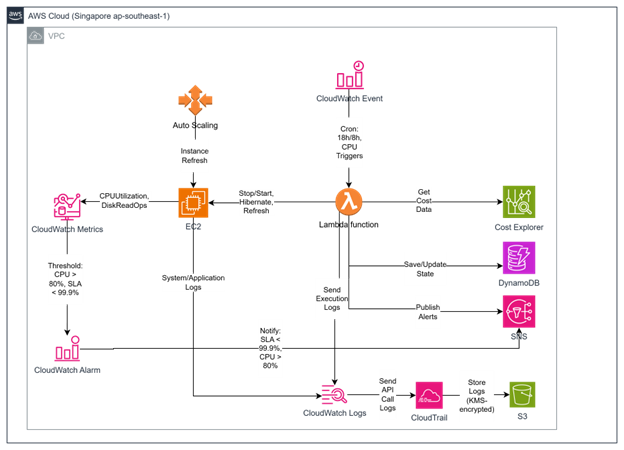 aws
AWS Cloud (Singapore ap-southeast-1)
VPC
CloudWatch Event
Auto Scaling
Cron:
18h/8h,
CPU
Triggers
Instance
Refresh
CPUUtilization,
DiskReadOps
Stop/Start,
Hibernate,
Refresh
Get
Cost
Data
CloudWatch Metrics
EC2
Lambda function
Cost Explorer
Threshold:
CPU >
80%, SLA
< 99.9%
System/Application
Logs
Save/Update
State
DynamoDB
Send
Execution
Logs
Publish
Alerts
SNS
Notify:
SLA <
99.9%,
CPU >
80%
CloudWatch Alarm
CloudWatch Logs
Send
API
Call
Logs
CloudTrail
Store
Logs
(KMS-
encrypted)
S3